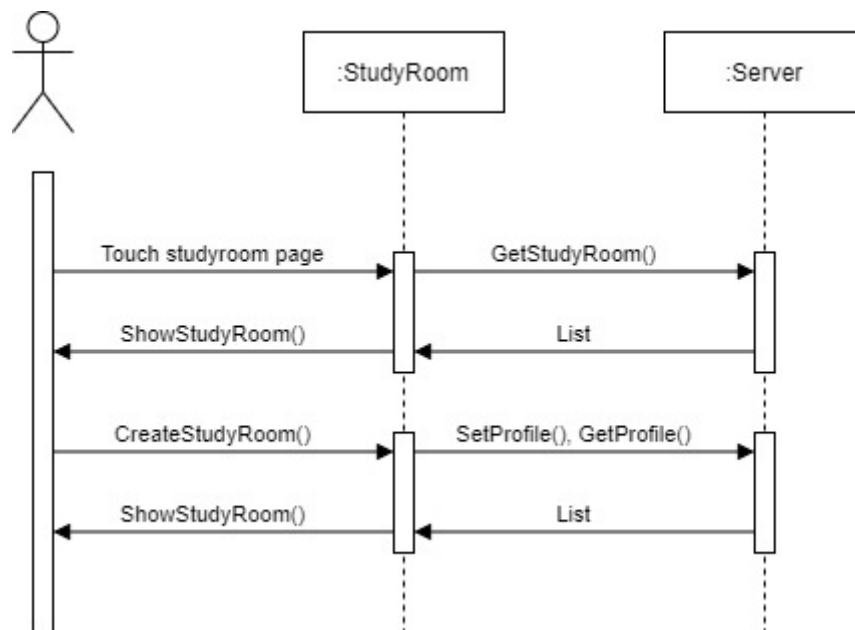 :StudyRoom
:Server
Touch studyroom page
GetStudyRoom()
ShowStudyRoom()
List
CreateStudyRoom()
SetProfile(), GetProfile()
ShowStudyRoom()
List